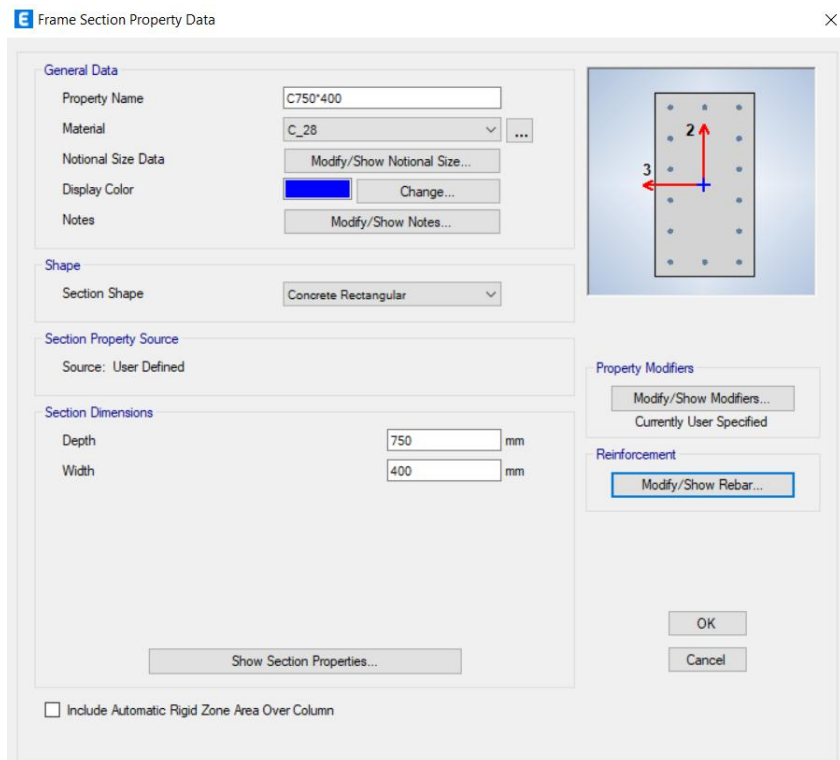 E Frame Section Property Data
General Data
Property Name C750*400
Material C_28 ...
Notional Size Data Modify/Show Notional Size...
Display Color Change...
Notes Modify/Show Notes...
2
3
Shape
Section Shape Concrete Rectangular
Section Property Source
Source: User Defined
Property Modifiers
Modify/Show Modifiers...
Currently User Specified
Section Dimensions
Depth 750 mm
Width 400 mm
Reinforcement
Modify/Show Rebar...
OK
Show Section Properties... Cancel
Include Automatic Rigid Zone Area Over Column